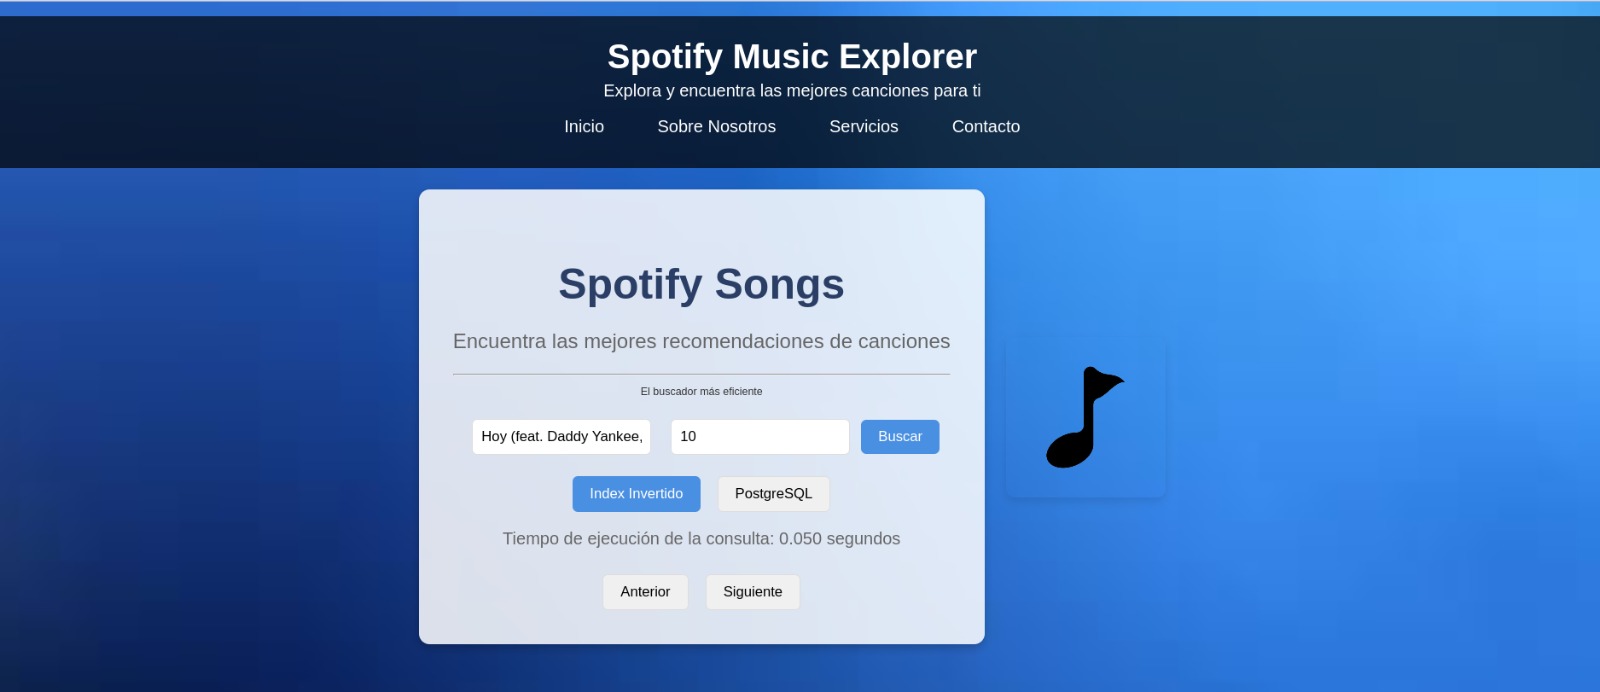 Spotify Music Explorer
Explora y encuentra las mejores canciones para ti
Inicio Sobre Nosotros Servicios Contacto
Spotify Songs
Encuentra las mejores recomendaciones de canciones
El buscador más eficiente
Hoy (feat. Daddy Yankee, 10 Buscar
Index Invertido PostgreSQL
Tiempo de ejecución de la consulta: 0.050 segundos
Anterior Siguiente